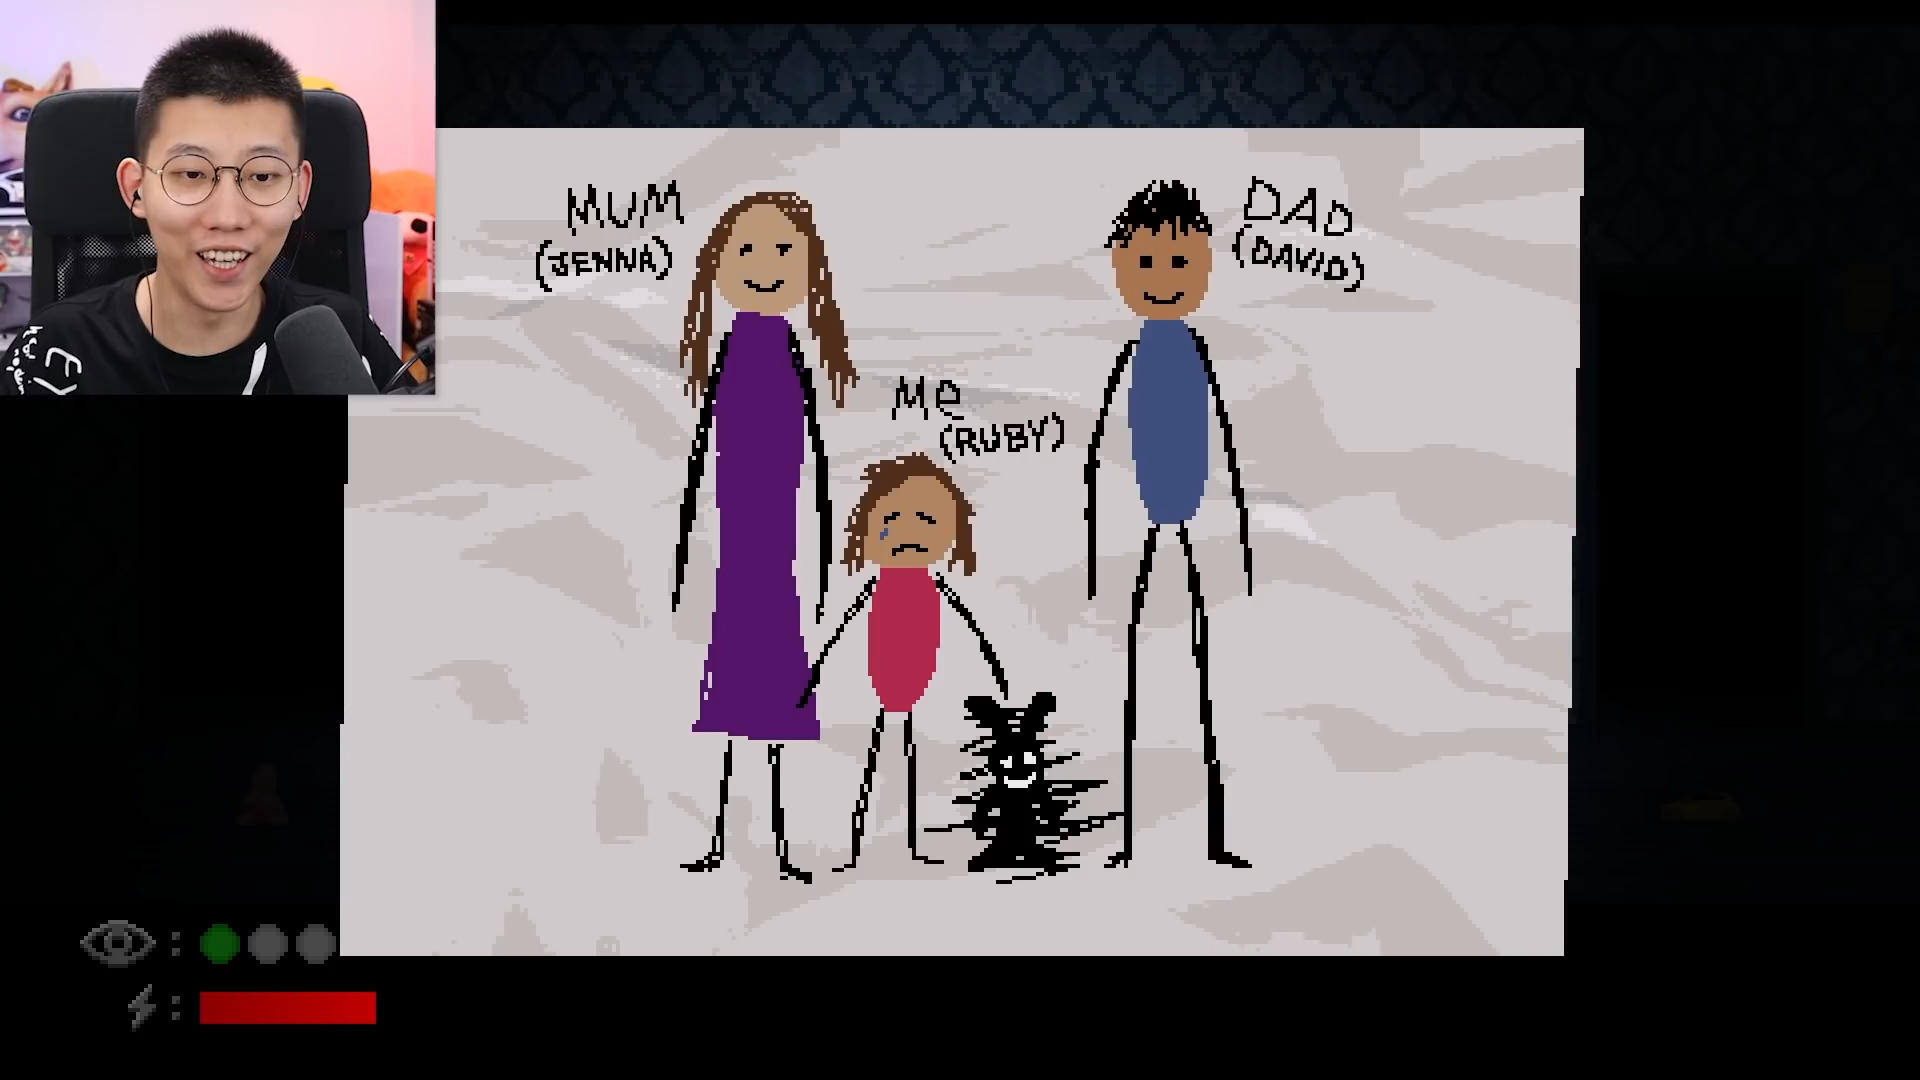 MUM
(JENNA)
DAD
(DAVID)
Me
(RUBY)